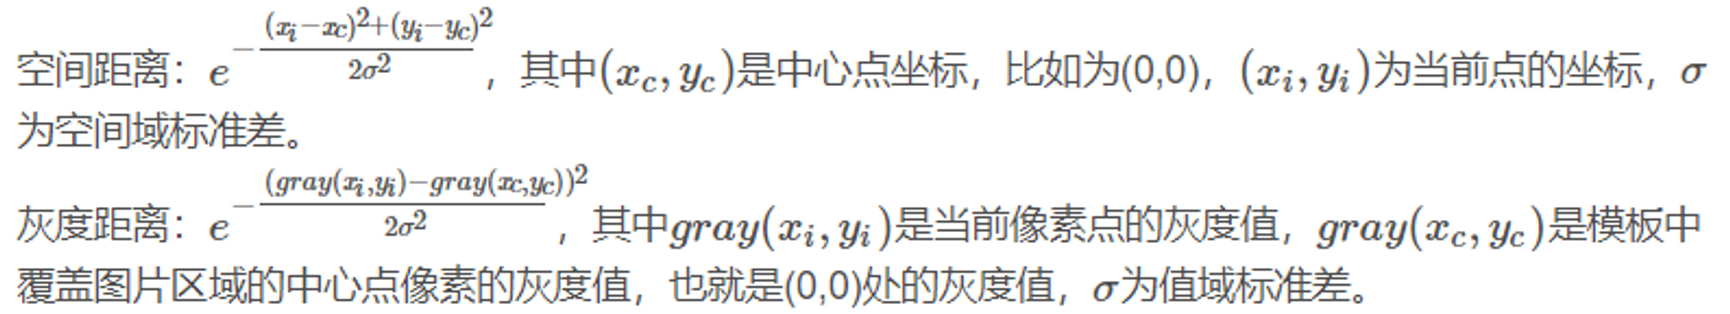 空间距离：$e^{-\frac{(x_i-x_c)^2+(y_i-y_c)^2}{2\sigma^2}}$，其中$(x_c, y_c)$是中心点坐标，比如为(0,0)，$(x_i, y_i)$为当前点的坐标，$\sigma$
为空间域标准差。
灰度距离：$e^{-\frac{(gray(x_i,y_i)-gray(x_c,y_c))^2}{2\sigma^2}}$，其中$gray(x_i, y_i)$是当前像素点的灰度值，$gray(x_c, y_c)$是模板中
覆盖图片区域的中心点像素的灰度值，也就是(0,0)处的灰度值，$\sigma$为值域标准差。